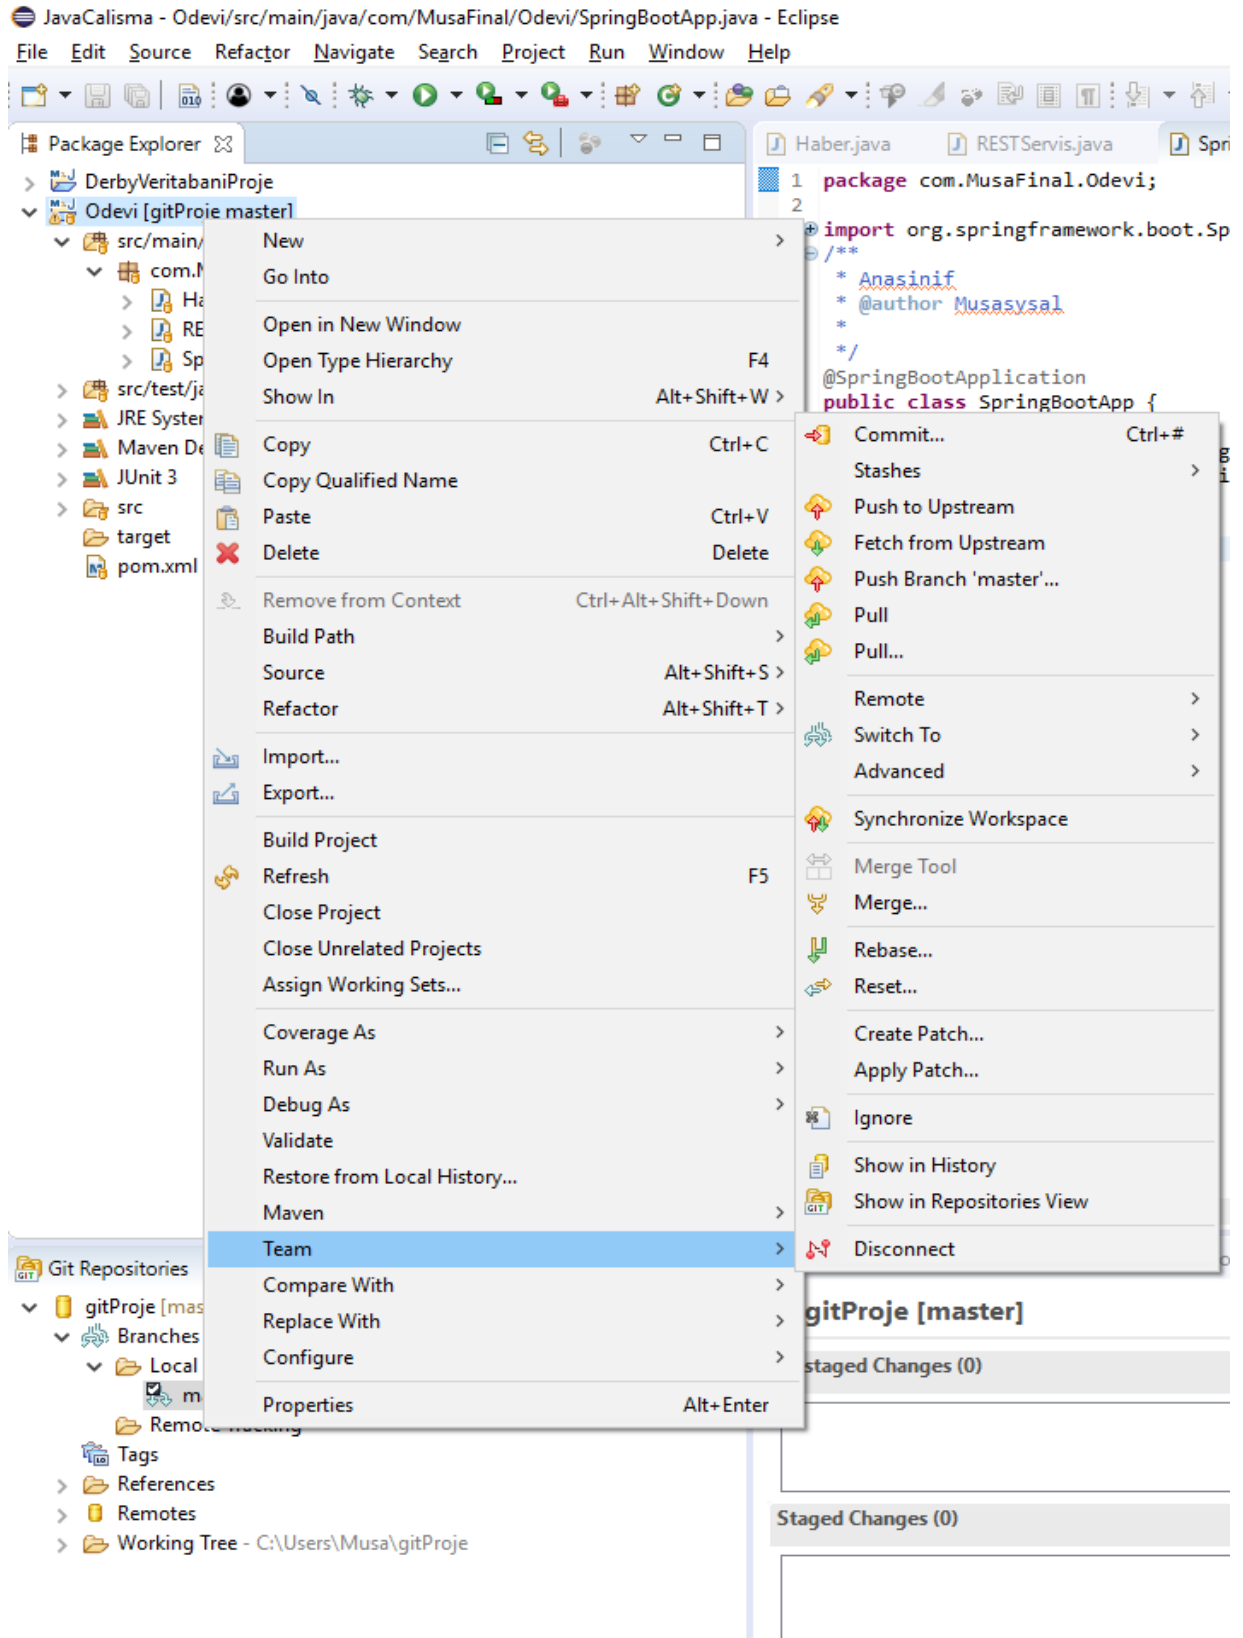 JavaCalisma - Odevi/src/main/java/com/MusaFinal/Odevi/SpringBootApp.java - Eclipse
File Edit Source Refactor Navigate Search Project Run Window Help
Package Explorer
DerbyVeritabaniProje
Odevi [gitProje master]
src/main/
com.M
Ha
RE
Sp
src/test/ja
JRE System
Maven De
JUnit 3
src
target
pom.xml
New
Go Into
Open in New Window
Open Type Hierarchy F4
Show In Alt+Shift+W
Copy Ctrl+C
Copy Qualified Name
Paste Ctrl+V
Delete Delete
Remove from Context Ctrl+Alt+Shift+Down
Build Path
Source Alt+Shift+S
Refactor Alt+Shift+T
Import...
Export...
Build Project
Refresh F5
Close Project
Close Unrelated Projects
Assign Working Sets...
Coverage As
Run As
Debug As
Validate
Restore from Local History...
Maven
Team
Compare With
Replace With
Configure
Properties Alt+Enter
Haber.java RESTServis.java Spri
1 package com.MusaFinal.Odevi;
2
import org.springframework.boot.Sp
/**
* Anasinif
* @author Musasysal
*
*/
@SpringBootApplication
public class SpringBootApp {
Commit... Ctrl+#
Stashes
Push to Upstream
Fetch from Upstream
Push Branch 'master'...
Pull
Pull...
Remote
Switch To
Advanced
Synchronize Workspace
Merge Tool
Merge...
Rebase...
Reset...
Create Patch...
Apply Patch...
Ignore
Show in History
Show in Repositories View
Disconnect
Git Repositories
gitProje [mas
Branches
Local
m
Remote Tracking
Tags
References
Remotes
Working Tree - C:\Users\Musa\gitProje
gitProje [master]
staged Changes (0)
Staged Changes (0)